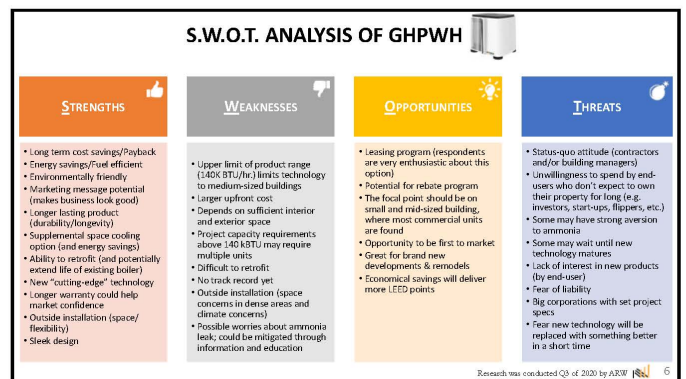 S.W.O.T. ANALYSIS OF GHPWH
STRENGTHS
• Long term cost savings/Payback
• Energy savings/Fuel efficient
• Environmentally friendly
• Marketing message potential
(makes business look good)
• Longer lasting product
(durability/longevity)
• Supplemental space cooling
option (and energy savings)
• Ability to retrofit (and potentially
extend life of existing boiler)
• New "cutting-edge" technology
• Longer warranty could help
market confidence
• Outside installation (space/
flexibility)
• Sleek design
WEAKNESSES
• Upper limit of product range
(140K BTU/hr.) limits technology
to medium-sized buildings
• Larger upfront cost
• Depends on sufficient interior
and exterior space
• Project capacity requirements
above 140 kBTU may require
multiple units
• Difficult to retrofit
• No track record yet
• Outside installation (space
concerns in dense areas and
climate concerns)
• Possible worries about ammonia
leak; could be mitigated through
information and education
OPPORTUNITIES
• Leasing program (respondents
are very enthusiastic about this
option)
• Potential for rebate program
• The focal point should be on
small and mid-sized building,
where most commercial units
are found
• Opportunity to be first to market
• Great for brand new
developments & remodels
• Economical savings will deliver
more LEED points
THREATS
• Status-quo attitude (contractors
and/or building managers)
• Unwillingness to spend by end-
users who don't expect to own
their property for long (e.g.
investors, start-ups, flippers, etc.)
• Some may have strong aversion
to ammonia
• Some may wait until new
technology matures
• Lack of interest in new products
(by end-user)
• Fear of liability
• Big corporations with set project
specs
• Fear new technology will be
replaced with something better
in a short time
Research was conducted Q3 of 2020 by ARW
6